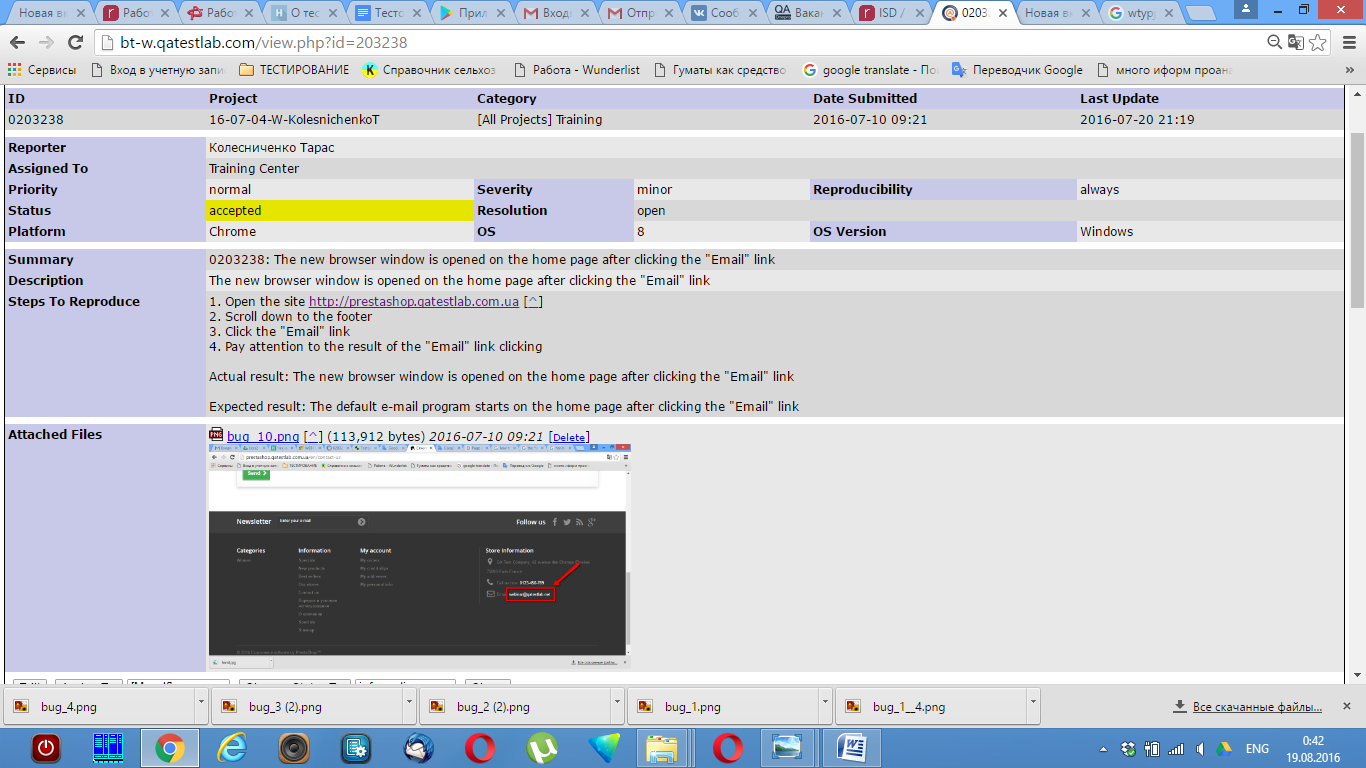 Новая вк
Работ
Работ
О тес
Тесто
Прил
Вход
Отпр
Сооб
Вакан
ISD
0203
Новая вк
wtyp
bt-w.qatestlab.com/view.php?id=203238
Сервисы Вход в учетную запи ТЕСТИРОВАНИЕ Справочник сельхоз Работа - Wunderlist Гуматы как средство google translate - По Переводчик Google много иформ проан »
ID Project Category Date Submitted Last Update
0203238 16-07-04-W-KolesnichenkoT [All Projects] Training 2016-07-10 09:21 2016-07-20 21:19
Reporter Колесниченко Тарас
Assigned To Training Center
Priority normal Severity minor Reproducibility always
Status accepted Resolution open
Platform Chrome OS 8 OS Version Windows
Summary 0203238: The new browser window is opened on the home page after clicking the "Email" link
Description The new browser window is opened on the home page after clicking the "Email" link
Steps To Reproduce 1. Open the site http://prestashop.qatestlab.com.ua [^]
2. Scroll down to the footer
3. Click the "Email" link
4. Pay attention to the result of the "Email" link clicking
Actual result: The new browser window is opened on the home page after clicking the "Email" link
Expected result: The default e-mail program starts on the home page after clicking the "Email" link
Attached Files bug_10.png [^] (113,912 bytes) 2016-07-10 09:21 [Delete]
Send
Newsletter Enter your e-mail Follow us
Categories Information My account Store Information
bug_4.png bug_3 (2).png bug_2 (2).png bug_1.png bug_1__4.png Все скачанные файлы...
ENG 0:42
19.08.2016